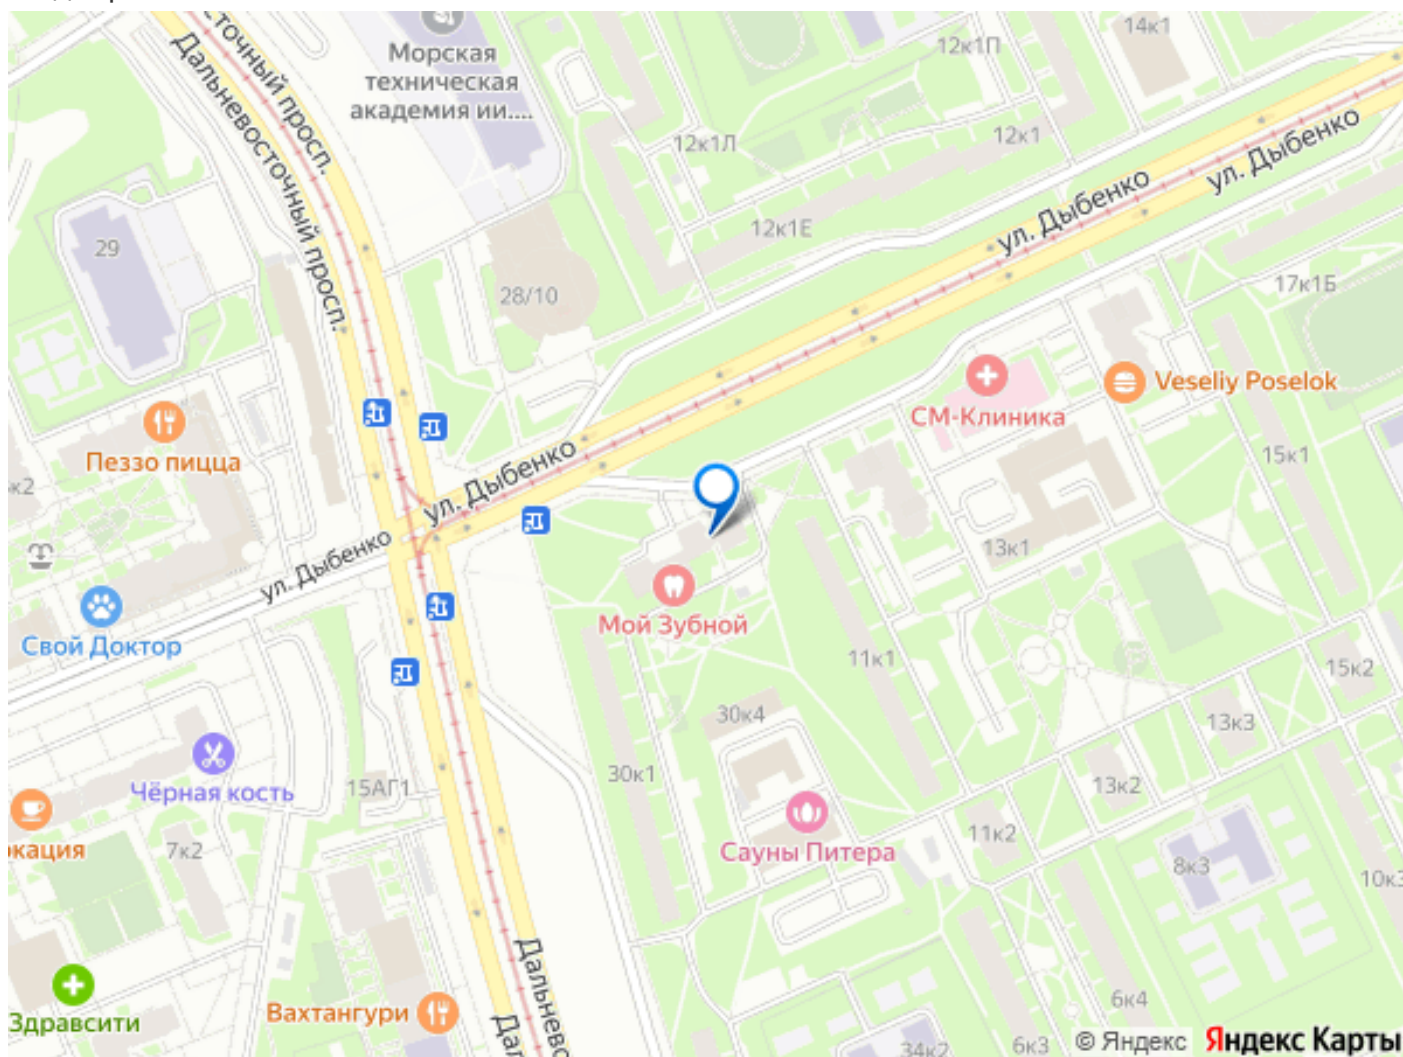 Морская
техническая
академия ии....
14к1
12к1П
12к1Л
12к1
12к1Е
точный просп.
Дальневосточный просп.
ул. Дыбенко
ул. Дыбенко
29
28/10
17к1Б
СМ-Клиника
Veseliy Poselok
Пеззо пицца
к2
ул. Дыбенко
15к1
ул. Дыбенко
13к1
Свой Доктор
Мой Зубной
11к1
15к2
30к4
13к3
30к1
Чёрная кость
15АГ1
13к2
кация
7к2
Сауны Питера
11к2
8к3
10к3
Здравсити
Вахтангури
Дальнево
Дал
34к2
6к3
6к4
© Яндекс Яндекс Карты